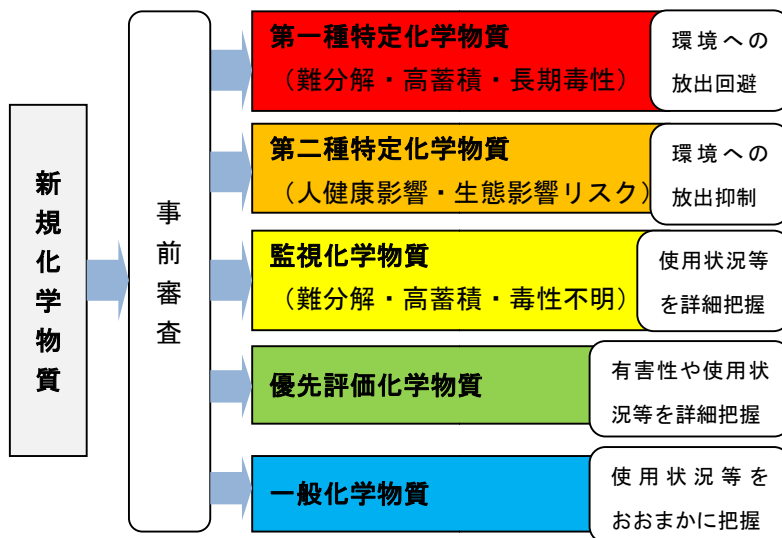 新規化学物質
事前審査
第一種特定化学物質
（難分解・高蓄積・長期毒性）
環境への
放出回避
第二種特定化学物質
（人健康影響・生態影響リスク）
環境への
放出抑制
監視化学物質
（難分解・高蓄積・毒性不明）
使用状況等
を詳細把握
優先評価化学物質
有害性や使用状
況等を詳細把握
一般化学物質
使用状況等を
おおまかに把握